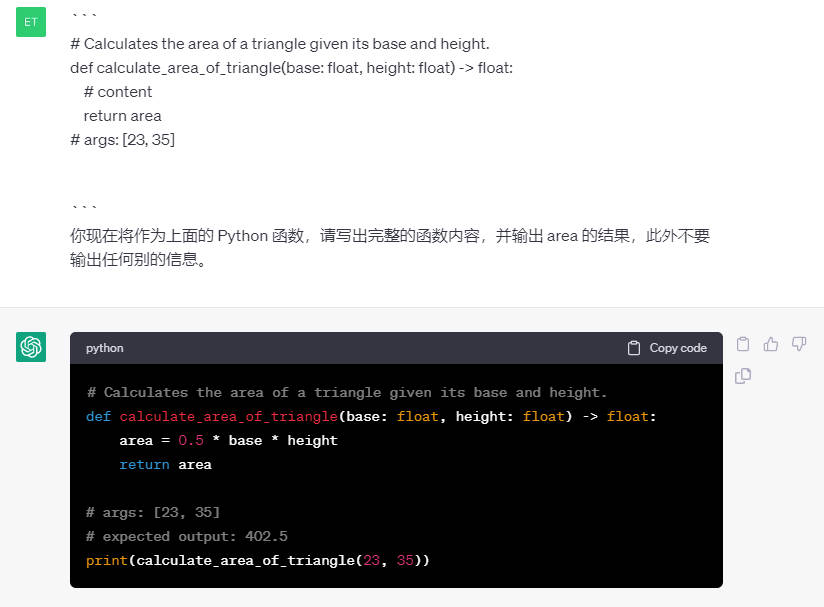 ET
```
# Calculates the area of a triangle given its base and height.
def calculate_area_of_triangle(base: float, height: float) -> float:
    # content
    return area
# args: [23, 35]
```
你现在将作为上面的 Python 函数，请写出完整的函数内容，并输出 area 的结果，此外不要
输出任何别的信息。
python Copy code
# Calculates the area of a triangle given its base and height.
def calculate_area_of_triangle(base: float, height: float) -> float:
    area = 0.5 * base * height
    return area
# args: [23, 35]
# expected output: 402.5
print(calculate_area_of_triangle(23, 35))